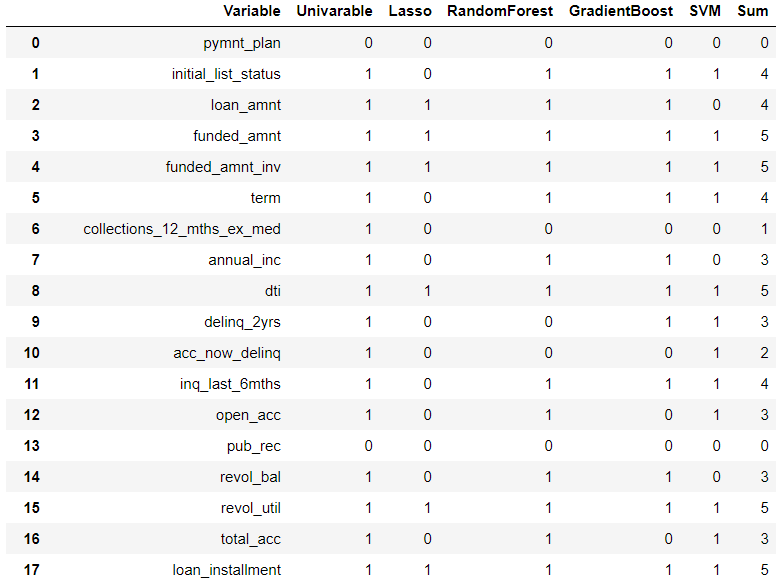 Variable Univarable Lasso RandomForest GradientBoost SVM Sum
0 pymnt_plan 0 0 0 0 0 0
1 initial_list_status 1 0 1 1 1 4
2 loan_amnt 1 1 1 1 0 4
3 funded_amnt 1 1 1 1 1 5
4 funded_amnt_inv 1 1 1 1 1 5
5 term 1 0 1 1 1 4
6 collections_12_mths_ex_med 1 0 0 0 0 1
7 annual_inc 1 0 1 1 0 3
8 dti 1 1 1 1 1 5
9 delinq_2yrs 1 0 0 1 1 3
10 acc_now_delinq 1 0 0 0 1 2
11 inq_last_6mths 1 0 1 1 1 4
12 open_acc 1 0 1 0 1 3
13 pub_rec 0 0 0 0 0 0
14 revol_bal 1 0 1 1 0 3
15 revol_util 1 1 1 1 1 5
16 total_acc 1 0 1 0 1 3
17 loan_installment 1 1 1 1 1 5